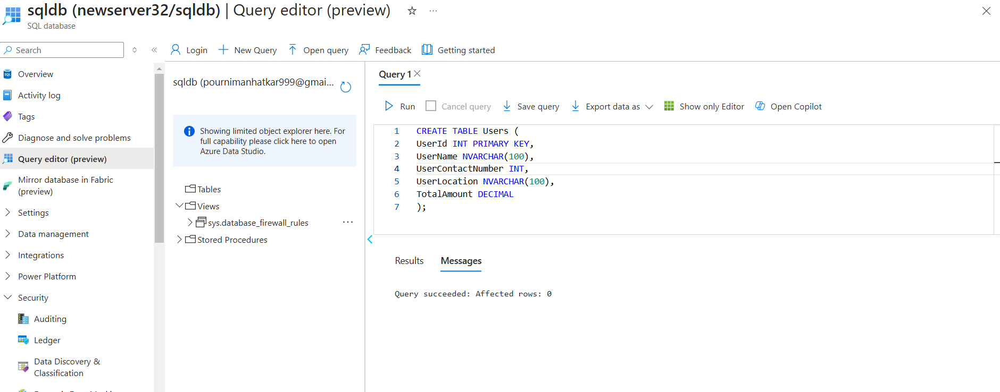 sqldb (newserver32/sqldb) | Query editor (preview)
SQL database
Search
Login
New Query
Open query
Feedback
Getting started
Overview
Activity log
Tags
Diagnose and solve problems
Query editor (preview)
Mirror database in Fabric
(preview)
Settings
Data management
Integrations
Power Platform
Security
Auditing
Ledger
Data Discovery &
Classification
sqldb (pournimanhatkar999@gmai...
Showing limited object explorer here. For
full capability please click here to open
Azure Data Studio.
Tables
Views
sys.database_firewall_rules
Stored Procedures
Query 1
Run
Cancel query
Save query
Export data as
Show only Editor
Open Copilot
1 CREATE TABLE Users (
2 UserId INT PRIMARY KEY,
3 UserName NVARCHAR(100),
4 UserContactNumber INT,
5 UserLocation NVARCHAR(100),
6 TotalAmount DECIMAL
7 );
Results
Messages
Query succeeded: Affected rows: 0